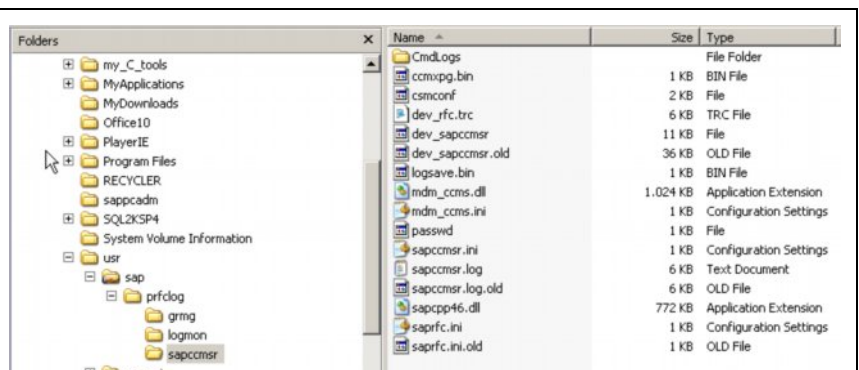 Folders
my_C_tools
MyApplications
MyDownloads
Office10
PlayerIE
Program Files
RECYCLER
sappcadm
SQL2KSP4
System Volume Information
usr
sap
prfclog
grmg
logmon
sapccmsr
Name Size Type
CmdLogs File Folder
ccmxpg.bin 1 KB BIN File
csmconf 2 KB File
dev_rfc.trc 6 KB TRC File
dev_sapccmsr 11 KB File
dev_sapccmsr.old 36 KB OLD File
logsave.bin 1 KB BIN File
mdm_ccms.dll 1.024 KB Application Extension
mdm_ccms.ini 1 KB Configuration Settings
passwd 1 KB File
sapccmsr.ini 1 KB Configuration Settings
sapccmsr.log 6 KB Text Document
sapccmsr.log.old 6 KB OLD File
sapcpp46.dll 772 KB Application Extension
saprfc.ini 1 KB Configuration Settings
saprfc.ini.old 1 KB OLD File